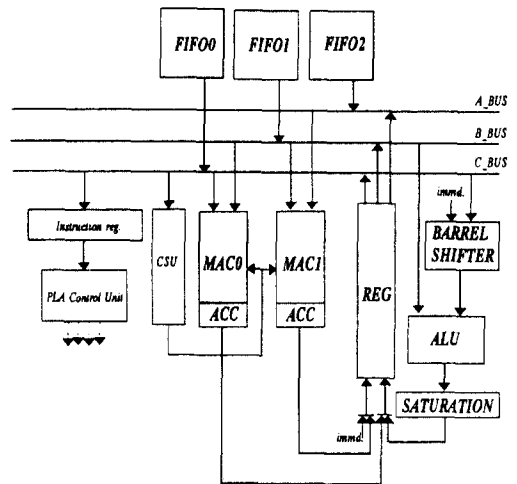 FIFO0
FIFO1
FIFO2
A_BUS
B_BUS
C_BUS
immd.
Instruction reg.
CSU
MAC0
MAC1
REG
BARREL
SHIFTER
PLA Control Unit
ACC
ACC
ALU
SATURATION
immd.